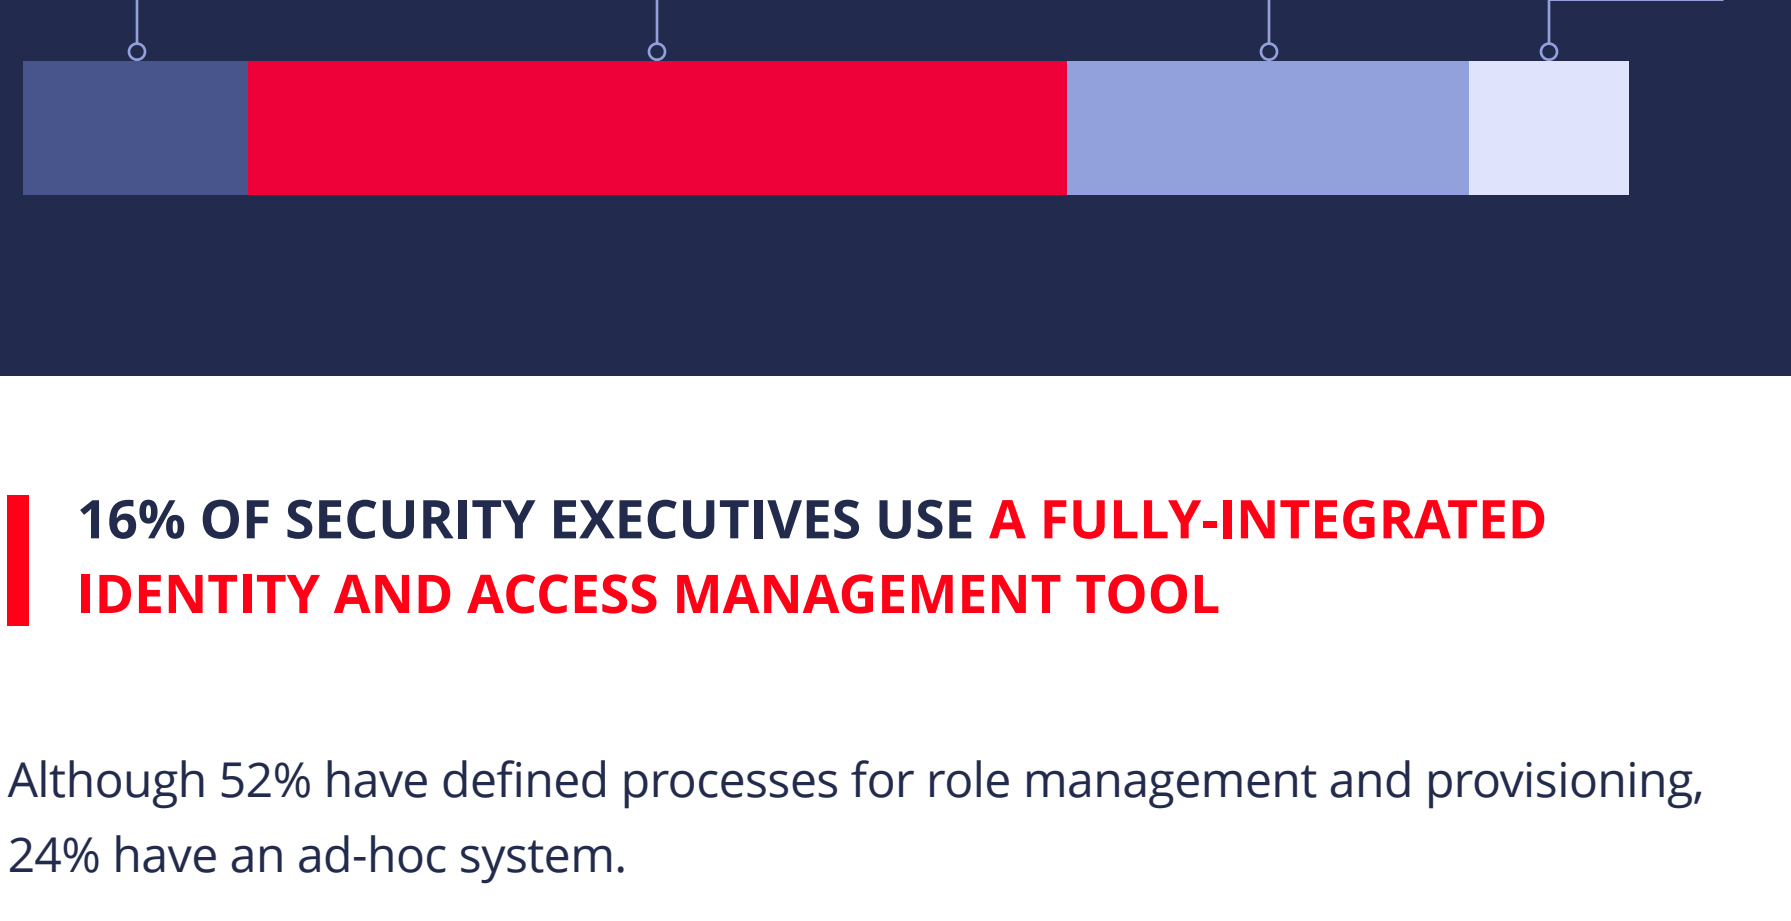 16% OF SECURITY EXECUTIVES USE A FULLY-INTEGRATED
IDENTITY AND ACCESS MANAGEMENT TOOL
Although 52% have defined processes for role management and provisioning,
24% have an ad-hoc system.